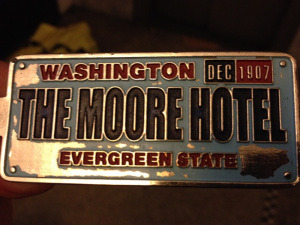 WASHINGTON DEC 1907
THE MOORE HOTEL
EVERGREEN STATE